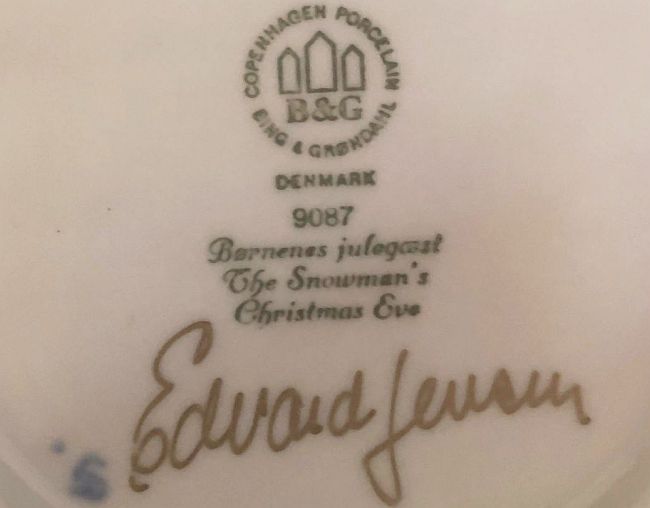 COPENHAGEN PORCELAIN
B&G
BING & GRØNDAHL
DENMARK
9087
Børnenes julegæst
The Snowman's
Christmas Eve
Edvard Jensen